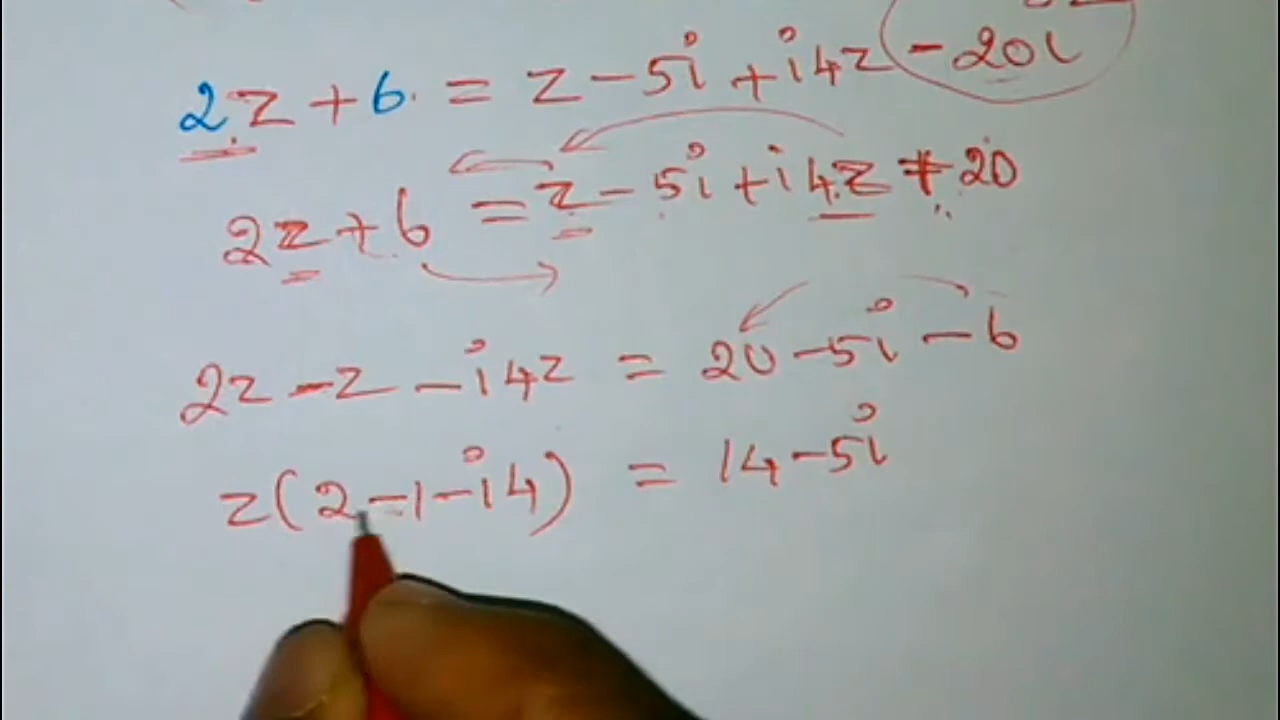 2z + 6 = z - 5i + i4z - 20i
2z + 6 = z - 5i + i4z + 20
2z - z - i4z = 20 - 5i - 6
z(2 - 1 - i4) = 14 - 5i